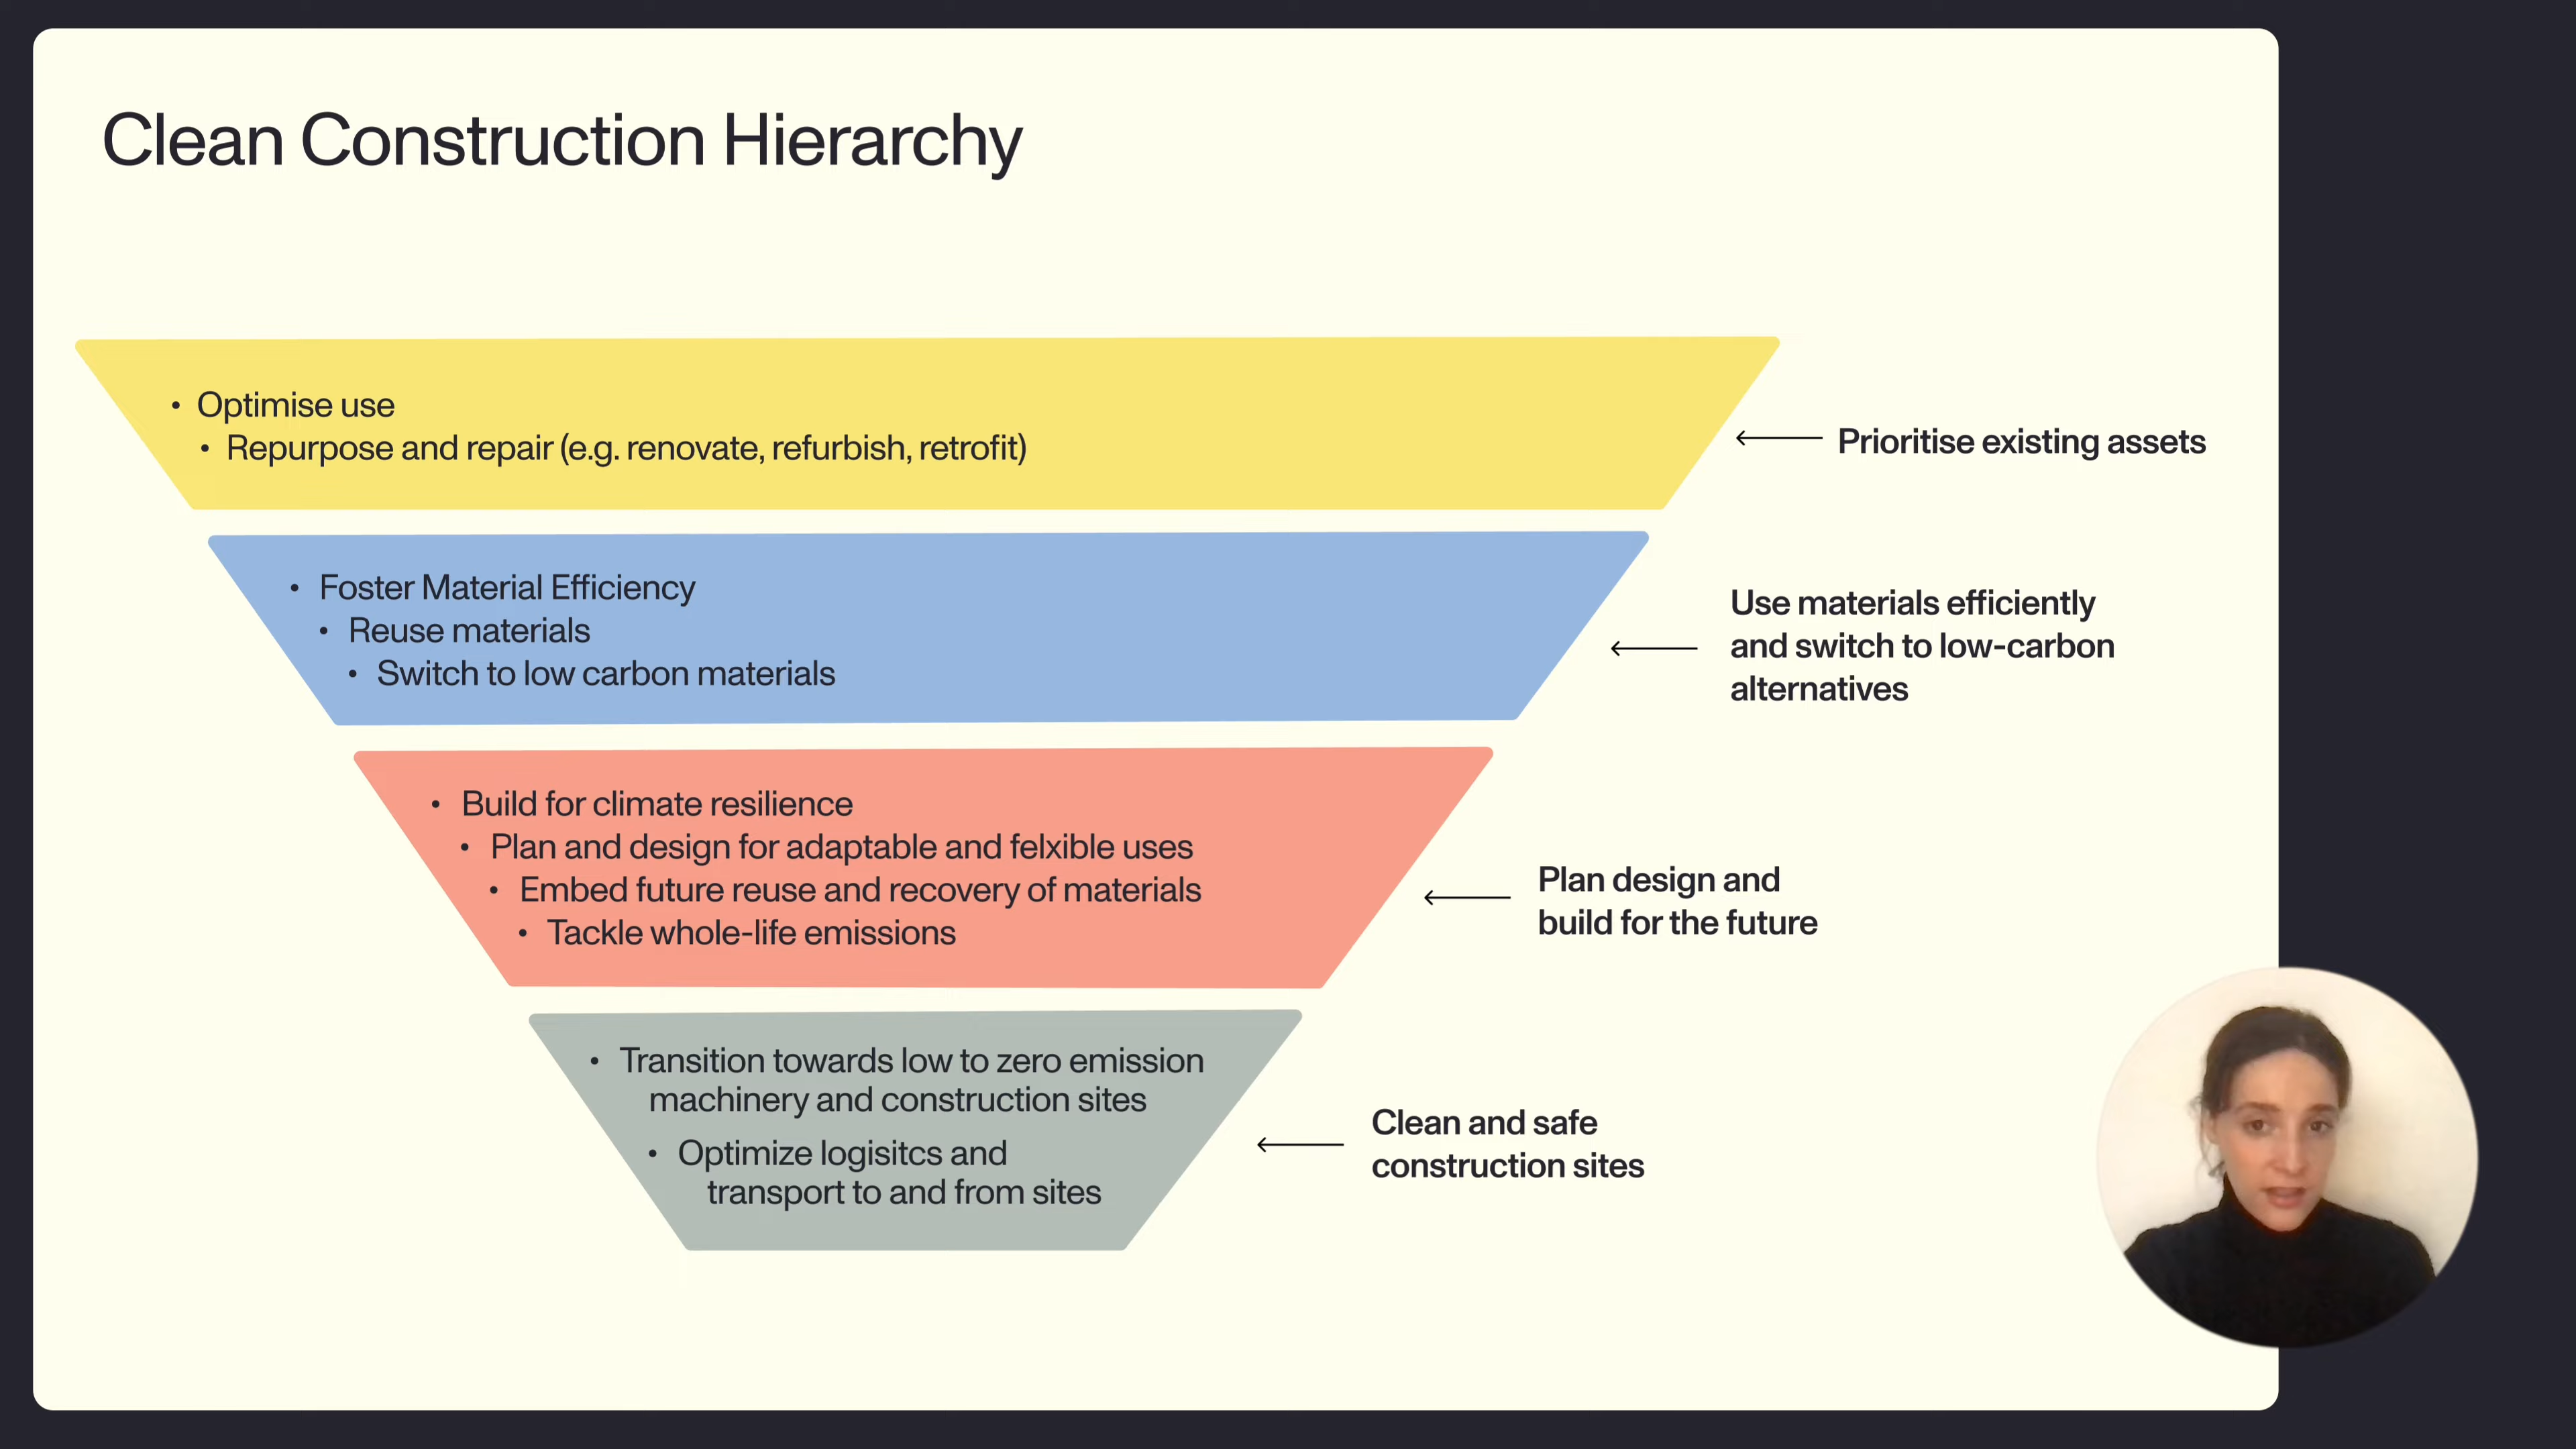 Clean Construction Hierarchy
• Optimise use
• Repurpose and repair (e.g. renovate, refurbish, retrofit)
Prioritise existing assets
• Foster Material Efficiency
• Reuse materials
• Switch to low carbon materials
Use materials efficiently
and switch to low-carbon
alternatives
• Build for climate resilience
• Plan and design for adaptable and felxible uses
• Embed future reuse and recovery of materials
• Tackle whole-life emissions
Plan design and
build for the future
• Transition towards low to zero emission
machinery and construction sites
• Optimize logisitcs and
transport to and from sites
Clean and safe
construction sites